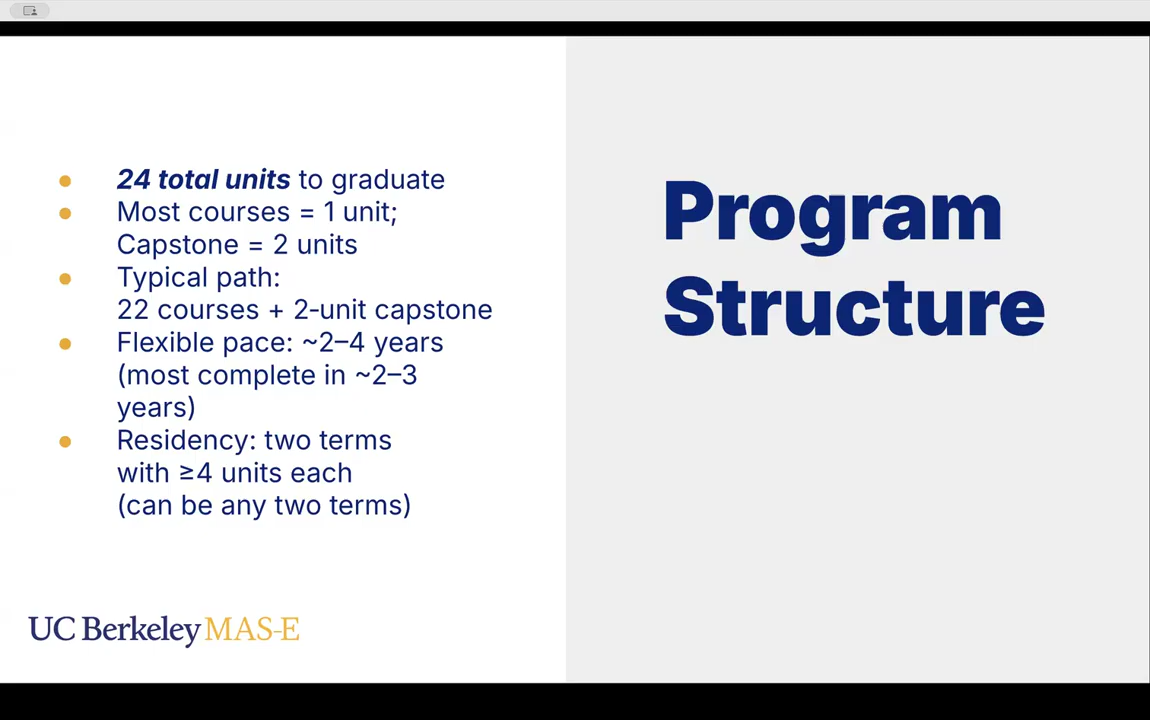 24 total units to graduate
Most courses = 1 unit;
Capstone = 2 units
Typical path:
22 courses + 2-unit capstone
Flexible pace: ~2–4 years
(most complete in ~2–3
years)
Residency: two terms
with ≥4 units each
(can be any two terms)
UC Berkeley MAS-E
Program
Structure